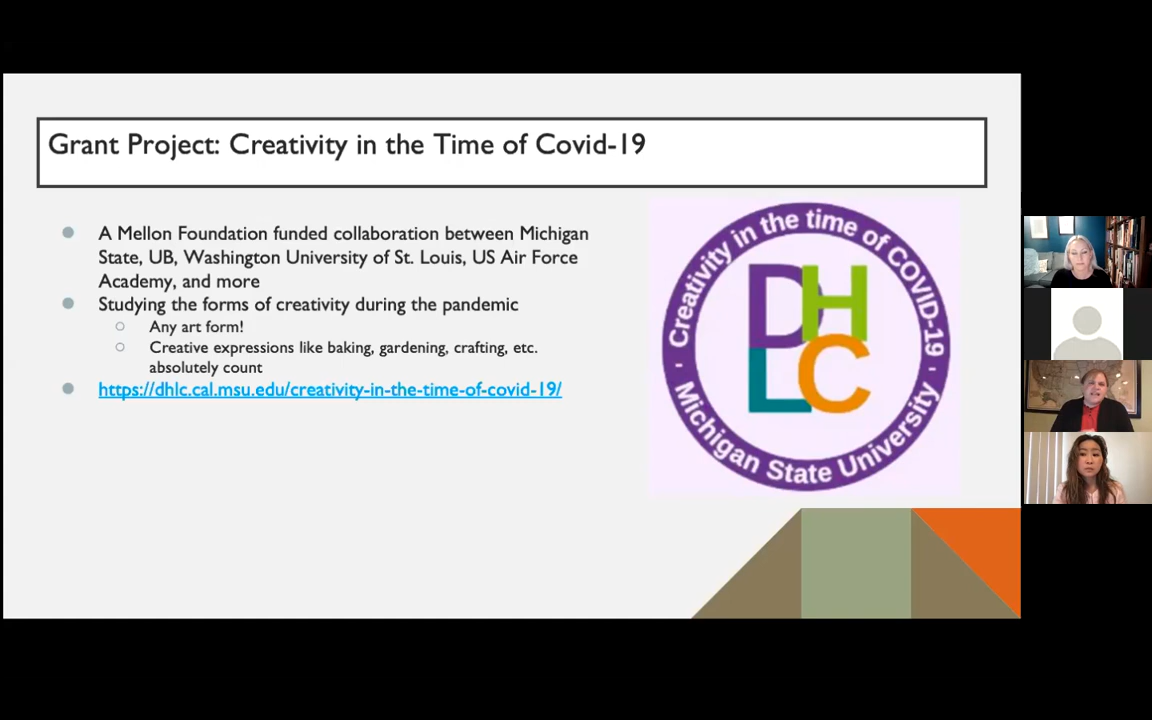 Grant Project: Creativity in the Time of Covid-19
A Mellon Foundation funded collaboration between Michigan
State, UB, Washington University of St. Louis, US Air Force
Academy, and more
Studying the forms of creativity during the pandemic
Any art form!
Creative expressions like baking, gardening, crafting, etc.
absolutely count
https://dhlc.cal.msu.edu/creativity-in-the-time-of-covid-19/
Creativity in the time of COVID-19
DH
LC
· Michigan State University ·